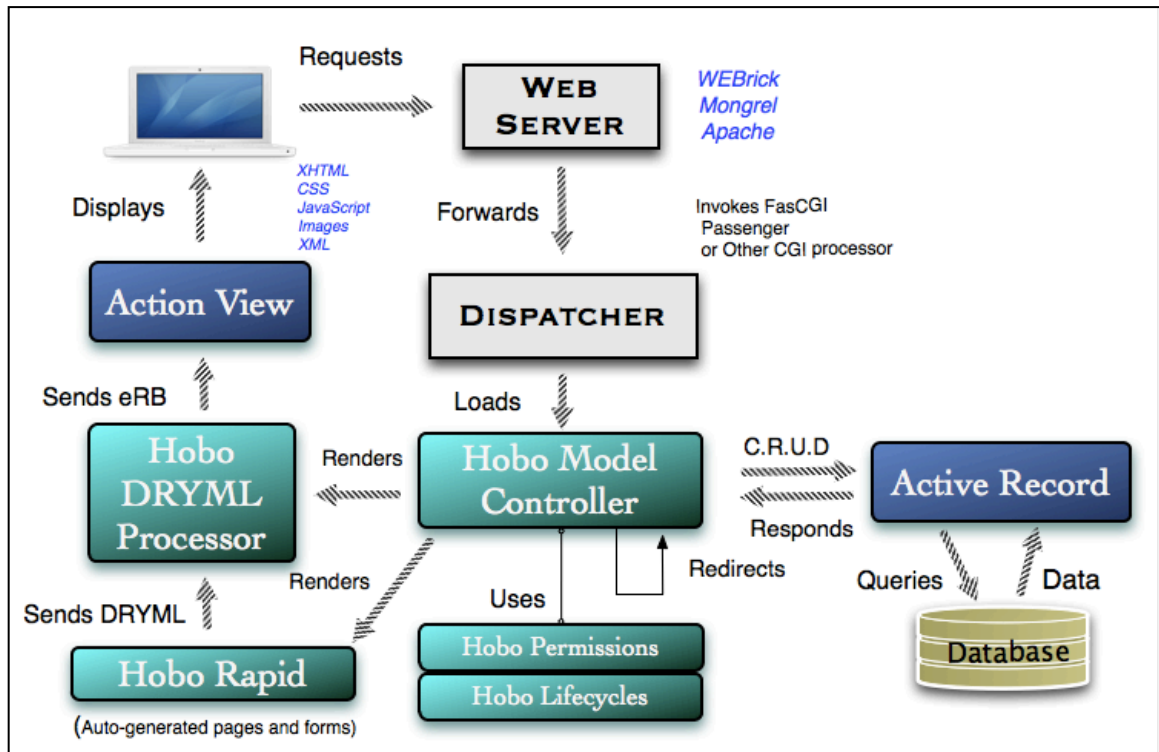 Requests
WEB
SERVER
WEBrick
Mongrel
Apache
XHTML
CSS
JavaScript
Images
XML
Displays
Forwards
Invokes FasCGI
Passenger
or Other CGI processor
Action View
DISPATCHER
Sends eRB
Loads
Hobo
DRYML
Processor
Renders
Hobo Model
Controller
C.R.U.D
Responds
Active Record
Renders
Redirects
Queries
Data
Sends DRYML
Uses
Database
Hobo Rapid
(Auto-generated pages and forms)
Hobo Permissions
Hobo Lifecycles